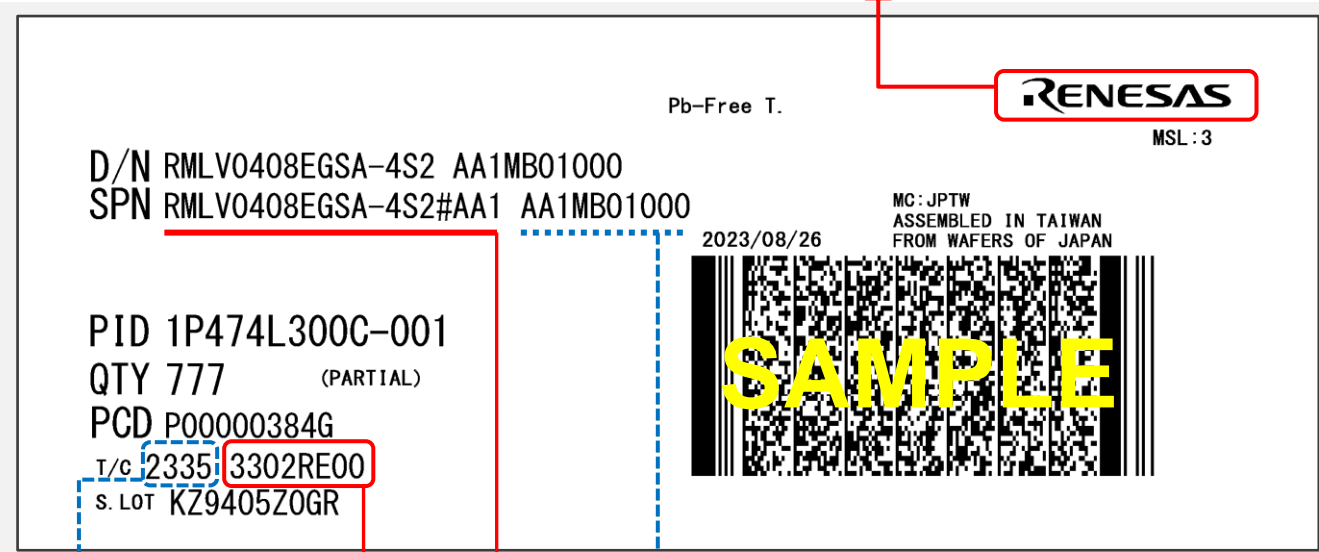 RENESAS
Pb-Free T.
MSL:3
D/N RMLV0408EGSA-4S2 AA1MB01000
SPN RMLV0408EGSA-4S2#AA1 AA1MB01000
MC:JPTW
ASSEMBLED IN TAIWAN
FROM WAFERS OF JAPAN
2023/08/26
SAMPLE
PID 1P474L300C-001
QTY 777 (PARTIAL)
PCD P00000384G
T/C 2335 3302RE00
S.LOT KZ9405Z0GR